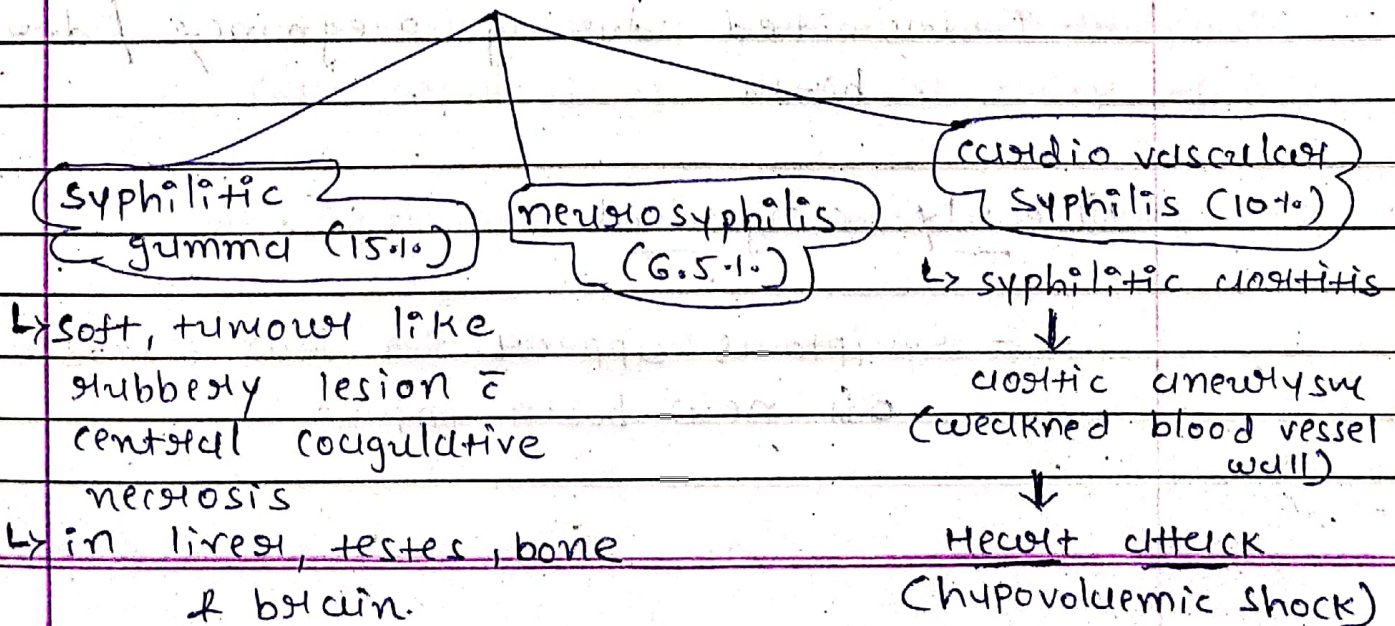 syphilitic
gumma (15%)
↳ soft, tumour like
rubbery lesion c̄
central coagulative
necrosis
↳ in liver, testes, bone
& brain.
neurosyphilis
(6.5%)
cardio vascular
syphilis (10%)
↳ syphilitic aortitis
↓
aortic aneurysm
(weakned blood vessel
wall)
↓
Heart attack
(hypovoluemic shock)